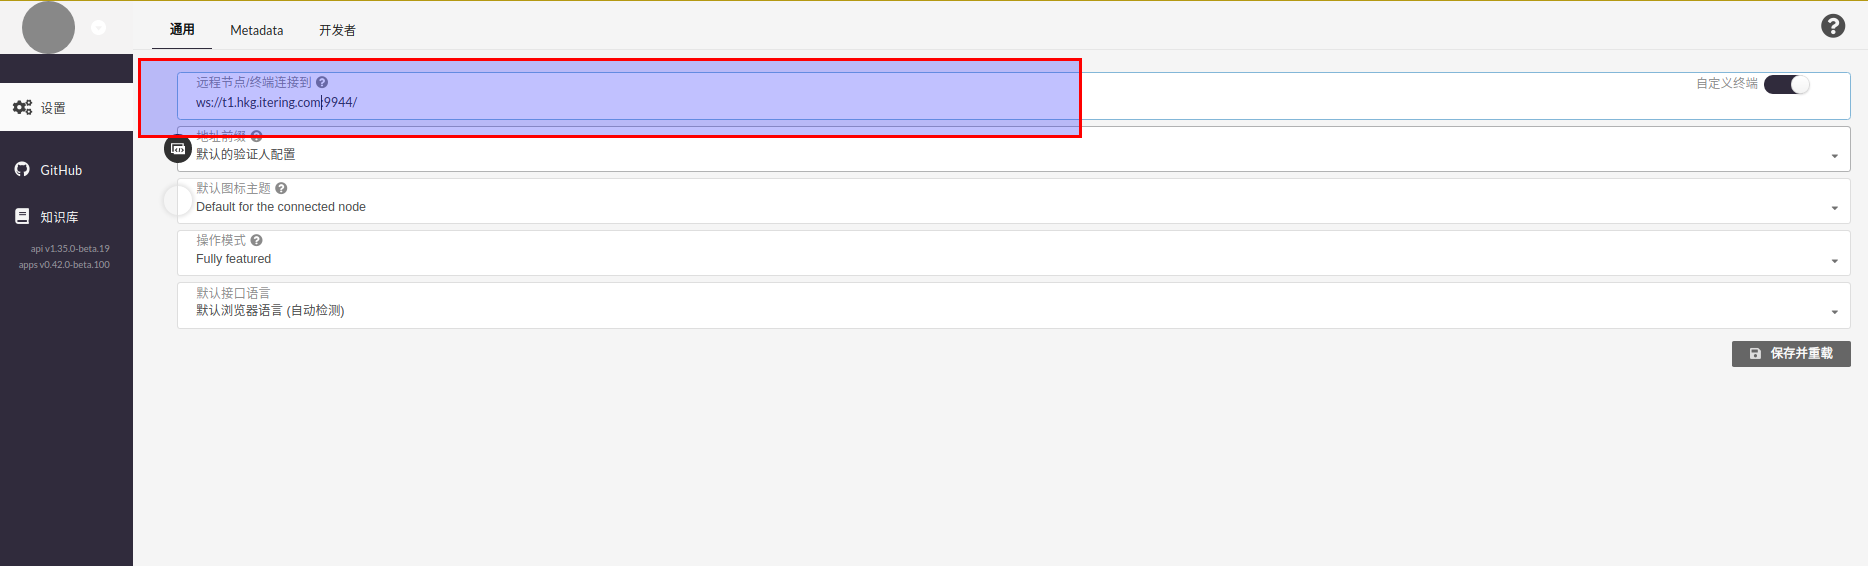 通用 Metadata 开发者
远程节点/终端连接到
自定义终端
ws://t1.hkg.itering.com:9944/
地址前缀
默认的验证人配置
默认图标主题
Default for the connected node
操作模式
Fully featured
默认接口语言
默认浏览器语言 (自动检测)
保存并重载
设置
GitHub
知识库
api v1.35.0-beta.19
apps v0.42.0-beta.100